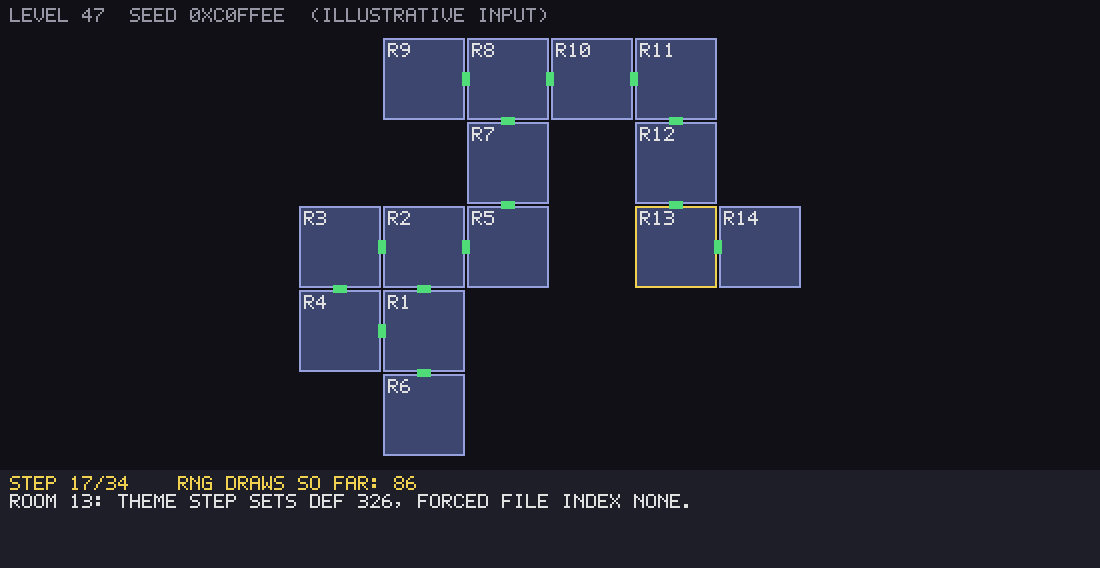 LEVEL 47  SEED 0XC0FFEE  (ILLUSTRATIVE INPUT)
R9 R8 R10 R11
R7 R12
R3 R2 R5 R13 R14
R4 R1
R6
STEP 17/34    RNG DRAWS SO FAR: 86
ROOM 13: THEME STEP SETS DEF 326, FORCED FILE INDEX NONE.